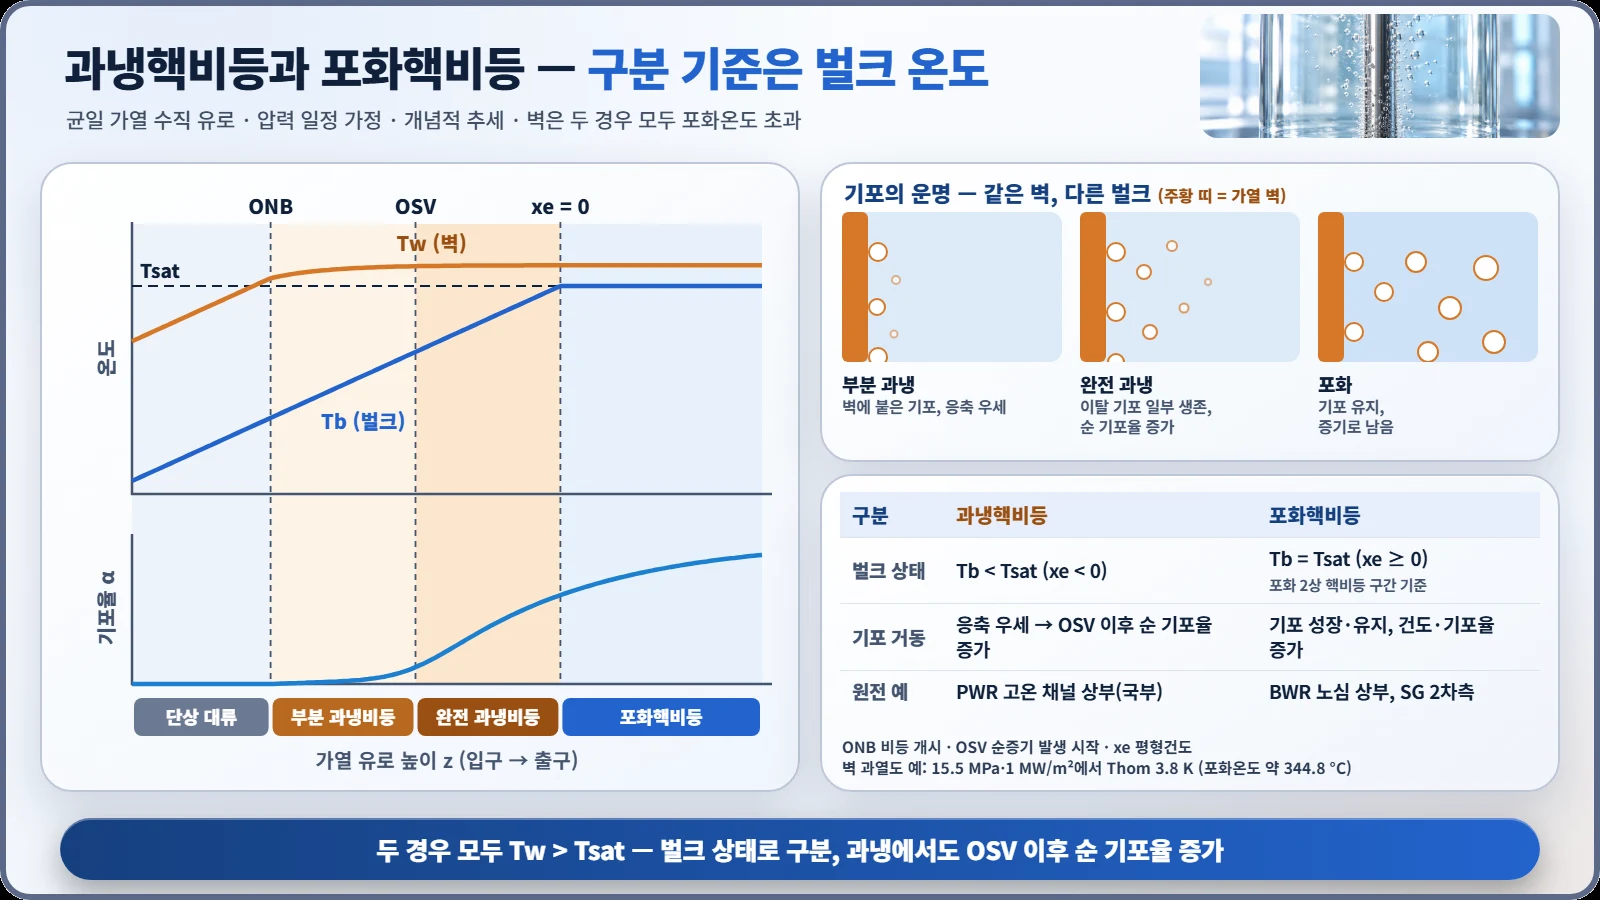 과냉핵비등과 포화핵비등 — 구분 기준은 벌크 온도
균일 가열 수직 유로 · 압력 일정 가정 · 개념적 추세 · 벽은 두 경우 모두 포화온도 초과
ONB
OSV
xe = 0
Tw (벽)
Tsat
온도
Tb (벌크)
기포율 α
단상 대류
부분 과냉비등
완전 과냉비등
포화핵비등
가열 유로 높이 z (입구 → 출구)
기포의 운명 — 같은 벽, 다른 벌크 (주황 띠 = 가열 벽)
부분 과냉
벽에 붙은 기포, 응축 우세
완전 과냉
이탈 기포 일부 생존,
순 기포율 증가
포화
기포 유지,
증기로 남음
구분
과냉핵비등
포화핵비등
벌크 상태
Tb < Tsat (xe < 0)
Tb = Tsat (xe ≥ 0)
포화 2상 핵비등 구간 기준
기포 거동
응축 우세 → OSV 이후 순 기포율
증가
기포 성장·유지, 건도·기포율
증가
원전 예
PWR 고온 채널 상부(국부)
BWR 노심 상부, SG 2차측
ONB 비등 개시 · OSV 순증기 발생 시작 · xe 평형건도
벽 과열도 예: 15.5 MPa·1 MW/m²에서 Thom 3.8 K (포화온도 약 344.8 °C)
두 경우 모두 Tw > Tsat — 벌크 상태로 구분, 과냉에서도 OSV 이후 순 기포율 증가